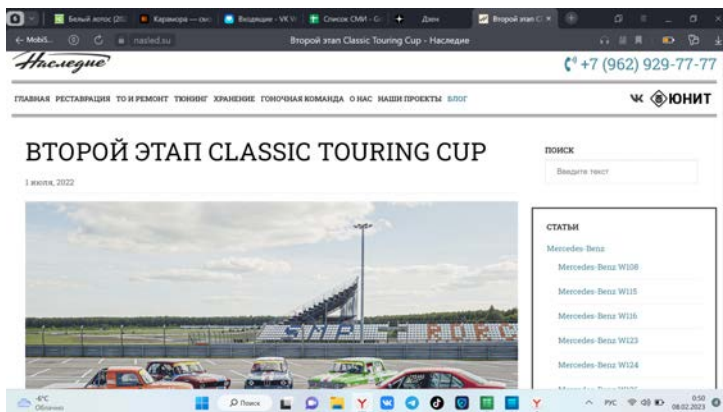 Белый лотос (20
Входящие - VK
Список СМИ - G
Дзен
Второй этап C
nasled.su
Второй этап Classic Touring Cup - Наследие
Наследие
+7 (962) 929-77-77
ГЛАВНАЯ РЕСТАВРАЦИЯ ТО И РЕМОНТ ТЮНИНГ ХРАНЕНИЕ ГОНОЧНАЯ КОМАНДА О НАС НАШИ ПРОЕКТЫ БЛОГ
ЮНИТ
ВТОРОЙ ЭТАП CLASSIC TOURING CUP
1 июля, 2022
ПОИСК
Введите текст
СТАТЬИ
Mercedes-Benz
Mercedes-Benz W108
Mercedes-Benz W115
Mercedes-Benz W116
Mercedes-Benz W123
Mercedes-Benz W124
-6°C
Облачно
Поиск
РУС
0:50
08.02.2023